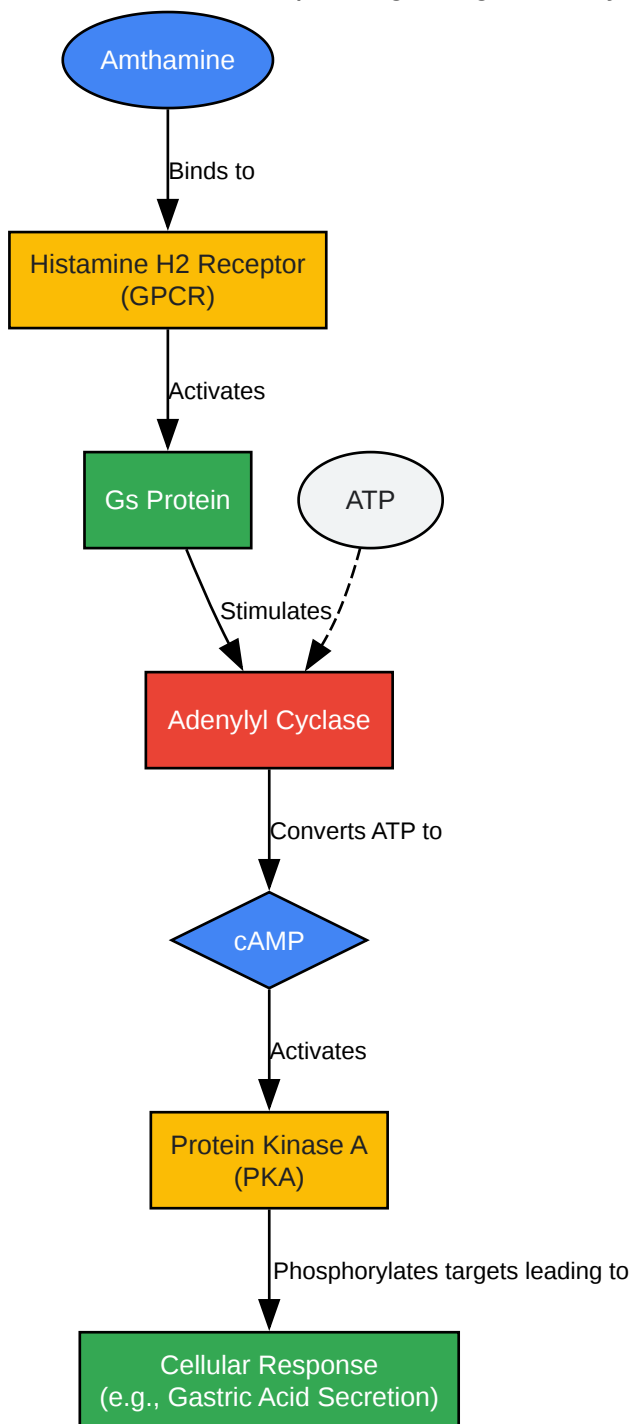 Amthamine
Binds to
Histamine H2 Receptor
(GPCR)
Activates
Gs Protein
ATP
Stimulates
Adenylyl Cyclase
Converts ATP to
cAMP
Activates
Protein Kinase A
(PKA)
Phosphorylates targets leading to
Cellular Response
(e.g., Gastric Acid Secretion)